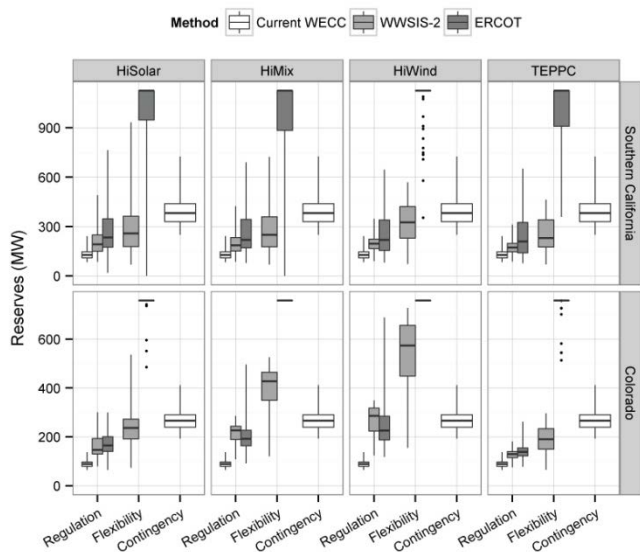 Method Current WECC WWSIS-2 ERCOT
HiSolar HiMix HiWind TEPPC
900
600
300
0
Southern California
Reserves (MW)
600
400
200
0
Colorado
Regulation Flexibility Contingency Regulation Flexibility Contingency Regulation Flexibility Contingency Regulation Flexibility Contingency